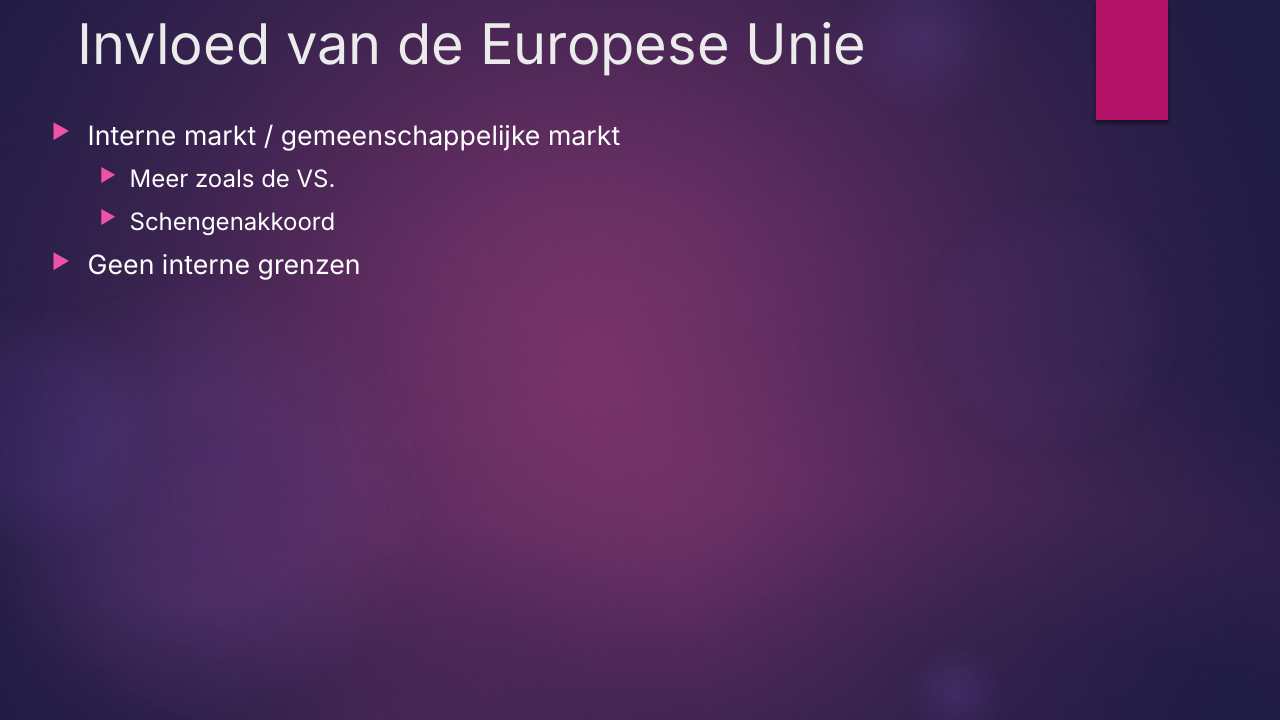 Invloed van de Europese Unie
Interne markt / gemeenschappelijke markt
Meer zoals de VS.
Schengenakkoord
Geen interne grenzen